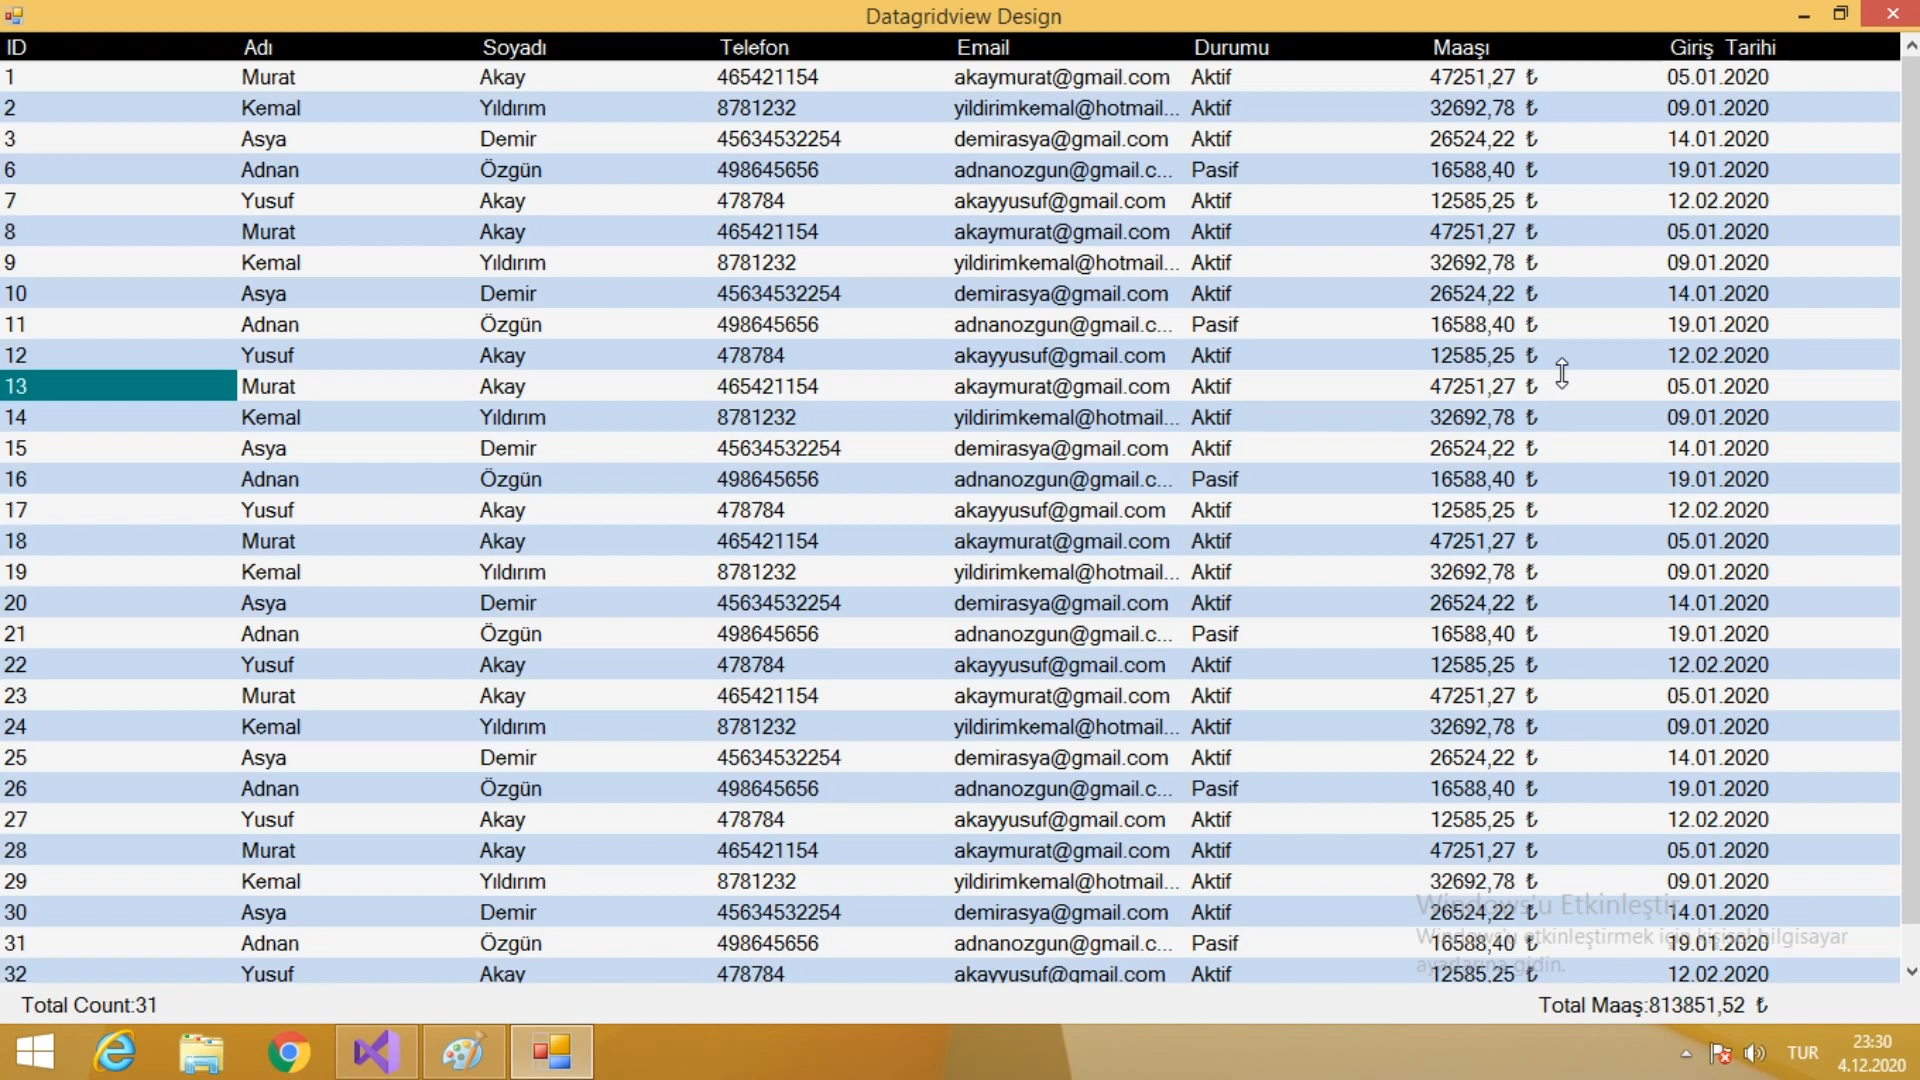 Datagridview Design
ID Adı Soyadı Telefon Email Durumu Maaşı Giriş Tarihi
1 Murat Akay 465421154 akaymurat@gmail.com Aktif 47251,27 ₺ 05.01.2020
2 Kemal Yıldırım 8781232 yildirimkemal@hotmail... Aktif 32692,78 ₺ 09.01.2020
3 Asya Demir 45634532254 demirasya@gmail.com Aktif 26524,22 ₺ 14.01.2020
6 Adnan Özgün 498645656 adnanozgun@gmail.c... Pasif 16588,40 ₺ 19.01.2020
7 Yusuf Akay 478784 akayyusuf@gmail.com Aktif 12585,25 ₺ 12.02.2020
8 Murat Akay 465421154 akaymurat@gmail.com Aktif 47251,27 ₺ 05.01.2020
9 Kemal Yıldırım 8781232 yildirimkemal@hotmail... Aktif 32692,78 ₺ 09.01.2020
10 Asya Demir 45634532254 demirasya@gmail.com Aktif 26524,22 ₺ 14.01.2020
11 Adnan Özgün 498645656 adnanozgun@gmail.c... Pasif 16588,40 ₺ 19.01.2020
12 Yusuf Akay 478784 akayyusuf@gmail.com Aktif 12585,25 ₺ 12.02.2020
13 Murat Akay 465421154 akaymurat@gmail.com Aktif 47251,27 ₺ 05.01.2020
14 Kemal Yıldırım 8781232 yildirimkemal@hotmail... Aktif 32692,78 ₺ 09.01.2020
15 Asya Demir 45634532254 demirasya@gmail.com Aktif 26524,22 ₺ 14.01.2020
16 Adnan Özgün 498645656 adnanozgun@gmail.c... Pasif 16588,40 ₺ 19.01.2020
17 Yusuf Akay 478784 akayyusuf@gmail.com Aktif 12585,25 ₺ 12.02.2020
18 Murat Akay 465421154 akaymurat@gmail.com Aktif 47251,27 ₺ 05.01.2020
19 Kemal Yıldırım 8781232 yildirimkemal@hotmail... Aktif 32692,78 ₺ 09.01.2020
20 Asya Demir 45634532254 demirasya@gmail.com Aktif 26524,22 ₺ 14.01.2020
21 Adnan Özgün 498645656 adnanozgun@gmail.c... Pasif 16588,40 ₺ 19.01.2020
22 Yusuf Akay 478784 akayyusuf@gmail.com Aktif 12585,25 ₺ 12.02.2020
23 Murat Akay 465421154 akaymurat@gmail.com Aktif 47251,27 ₺ 05.01.2020
24 Kemal Yıldırım 8781232 yildirimkemal@hotmail... Aktif 32692,78 ₺ 09.01.2020
25 Asya Demir 45634532254 demirasya@gmail.com Aktif 26524,22 ₺ 14.01.2020
26 Adnan Özgün 498645656 adnanozgun@gmail.c... Pasif 16588,40 ₺ 19.01.2020
27 Yusuf Akay 478784 akayyusuf@gmail.com Aktif 12585,25 ₺ 12.02.2020
28 Murat Akay 465421154 akaymurat@gmail.com Aktif 47251,27 ₺ 05.01.2020
29 Kemal Yıldırım 8781232 yildirimkemal@hotmail... Aktif 32692,78 ₺ 09.01.2020
Windows'u Etkinleştir
30 Asya Demir 45634532254 demirasya@gmail.com Aktif 26524,22 ₺ 14.01.2020
Windows'u etkinleştirmek için kişisel bilgisayar
31 Adnan Özgün 498645656 adnanozgun@gmail.c... Pasif 16588,40 ₺ 19.01.2020
ayarlarına gidin.
32 Yusuf Akay 478784 akayyusuf@gmail.com Aktif 12585,25 ₺ 12.02.2020
Total Count:31 Total Maaş:813851,52 ₺
TUR 23:30
4.12.2020